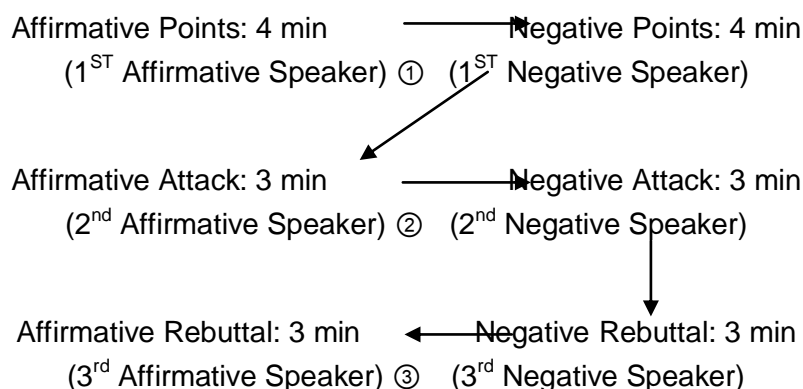 Affirmative Points: 4 min Negative Points: 4 min
(1ST Affirmative Speaker) ① (1ST Negative Speaker)
Affirmative Attack: 3 min Negative Attack: 3 min
(2nd Affirmative Speaker) ② (2nd Negative Speaker)
Affirmative Rebuttal: 3 min Negative Rebuttal: 3 min
(3rd Affirmative Speaker) ③ (3rd Negative Speaker)